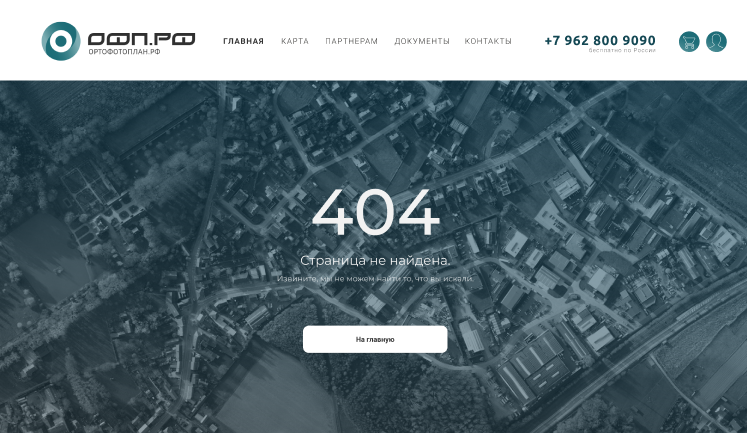 ОФП.РФ
ОРТОФОТОПЛАН.РФ
ГЛАВНАЯ КАРТА ПАРТНЕРАМ ДОКУМЕНТЫ КОНТАКТЫ
+7 962 800 9090
бесплатно по России
404
Страница не найдена.
Извините, мы не можем найти то, что вы искали.
На главную